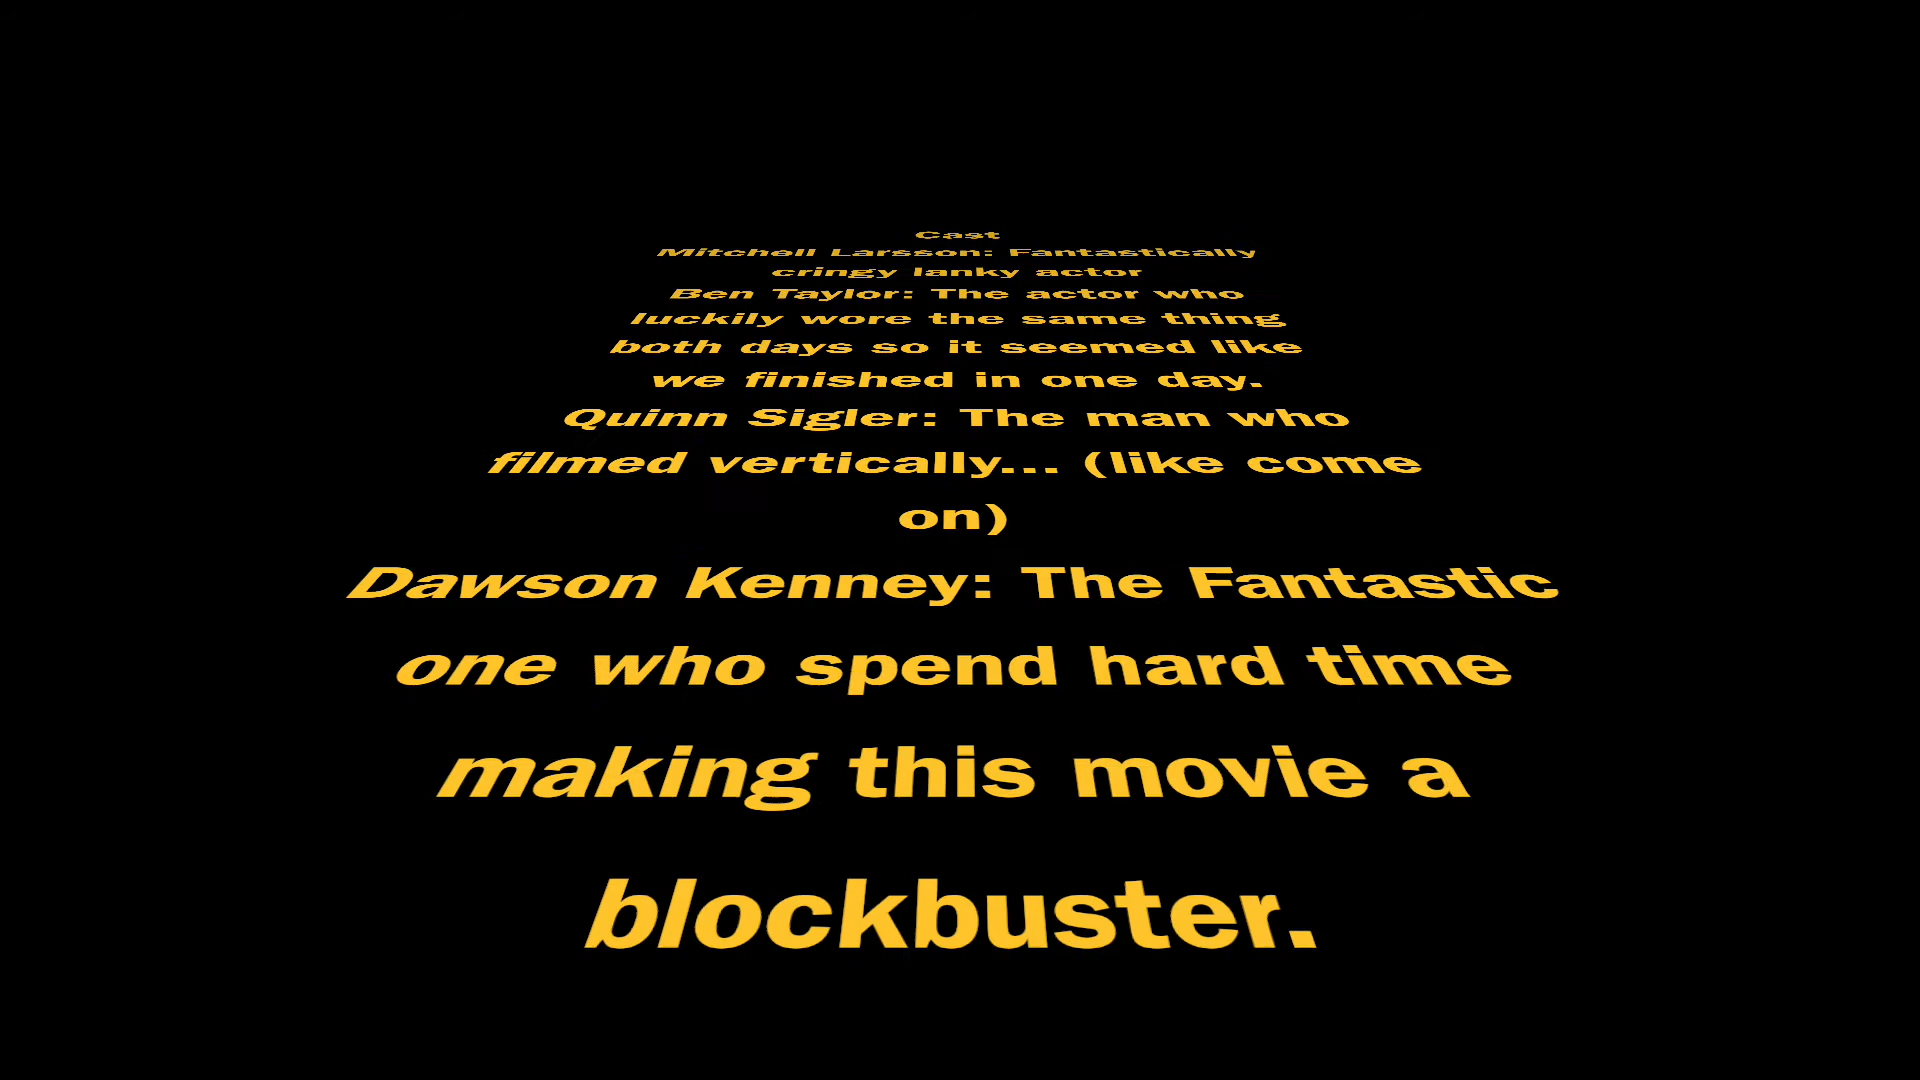 Cast
Mitchell Larsson: Fantastically
cringy lanky actor
Ben Taylor: The actor who
luckily wore the same thing
both days so it seemed like
we finished in one day.
Quinn Sigler: The man who
filmed vertically... (like come
on)
Dawson Kenney: The Fantastic
one who spend hard time
making this movie a
blockbuster.